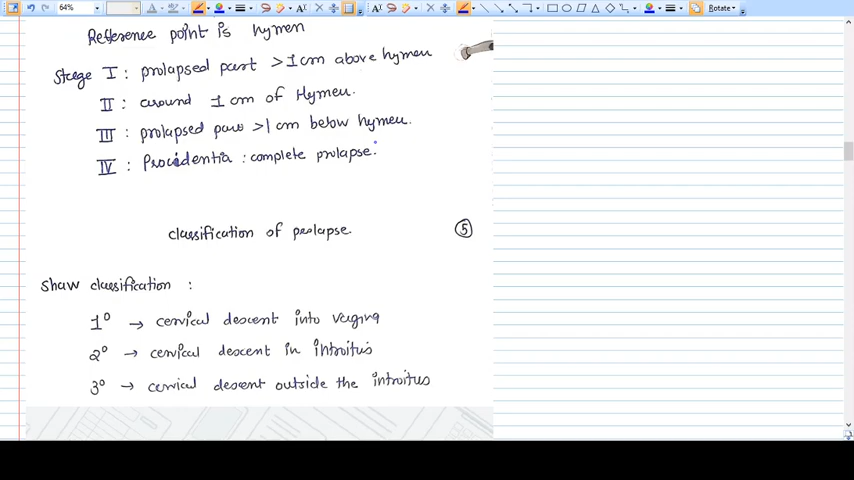 64%
Rotate
Reference point is hymen
Stage I : prolapsed part >1cm above hymen
II : around 1 cm of Hymen.
III : prolapsed part >1 cm below hymen.
IV : Procidentia : complete prolapse.
classification of prolapse. 5
Shaw classification :
1° → cervical descent into vagina
2° → cervical descent in introitus
3° → cervical descent outside the introitus